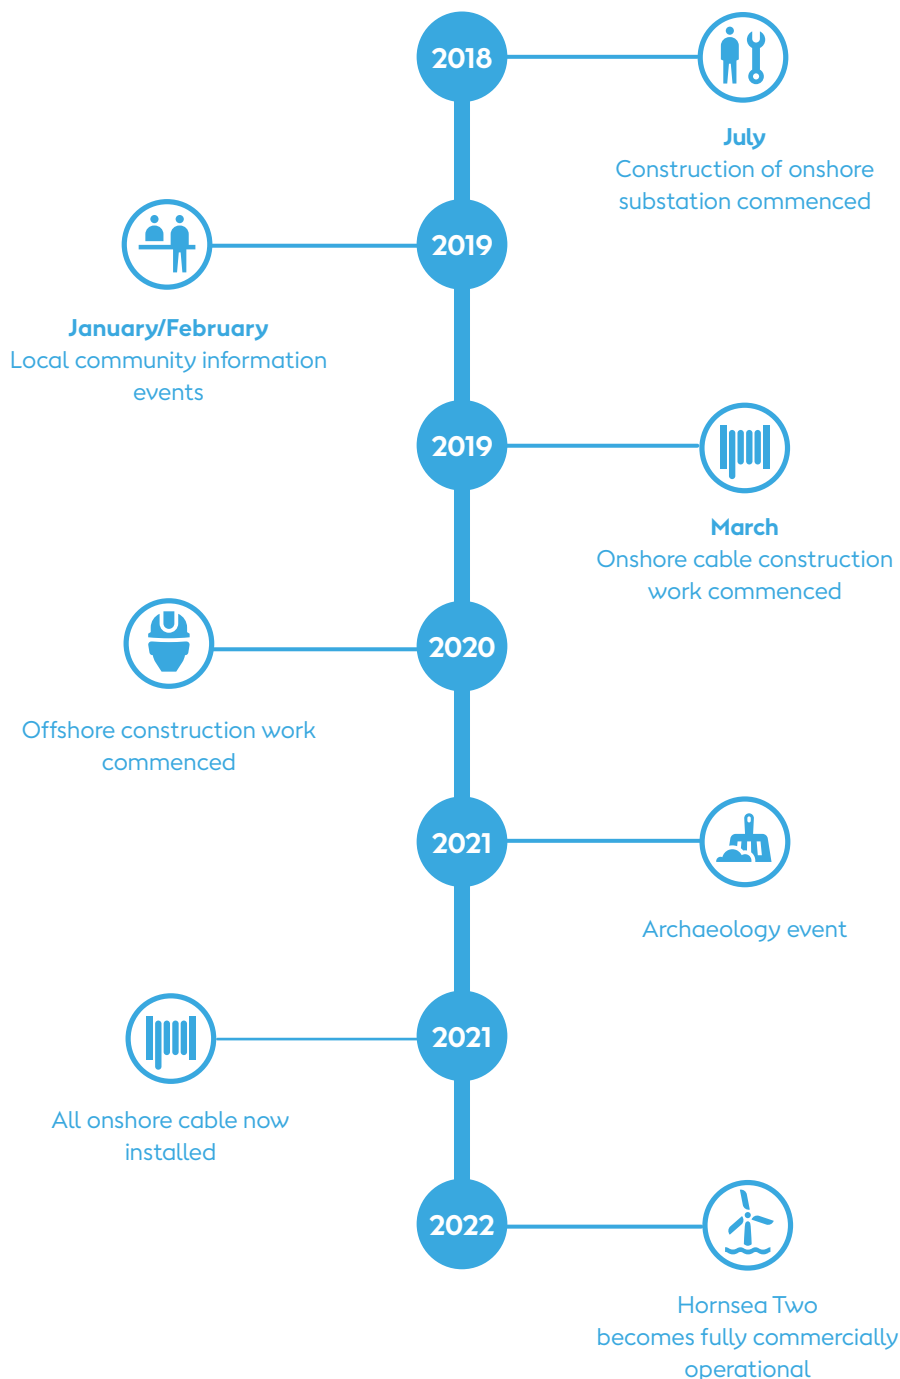 2018
July
Construction of onshore
substation commenced
2019
January/February
Local community information
events
2019
March
Onshore cable construction
work commenced
2020
Offshore construction work
commenced
2021
Archaeology event
2021
All onshore cable now
installed
2022
Hornsea Two
becomes fully commercially
operational